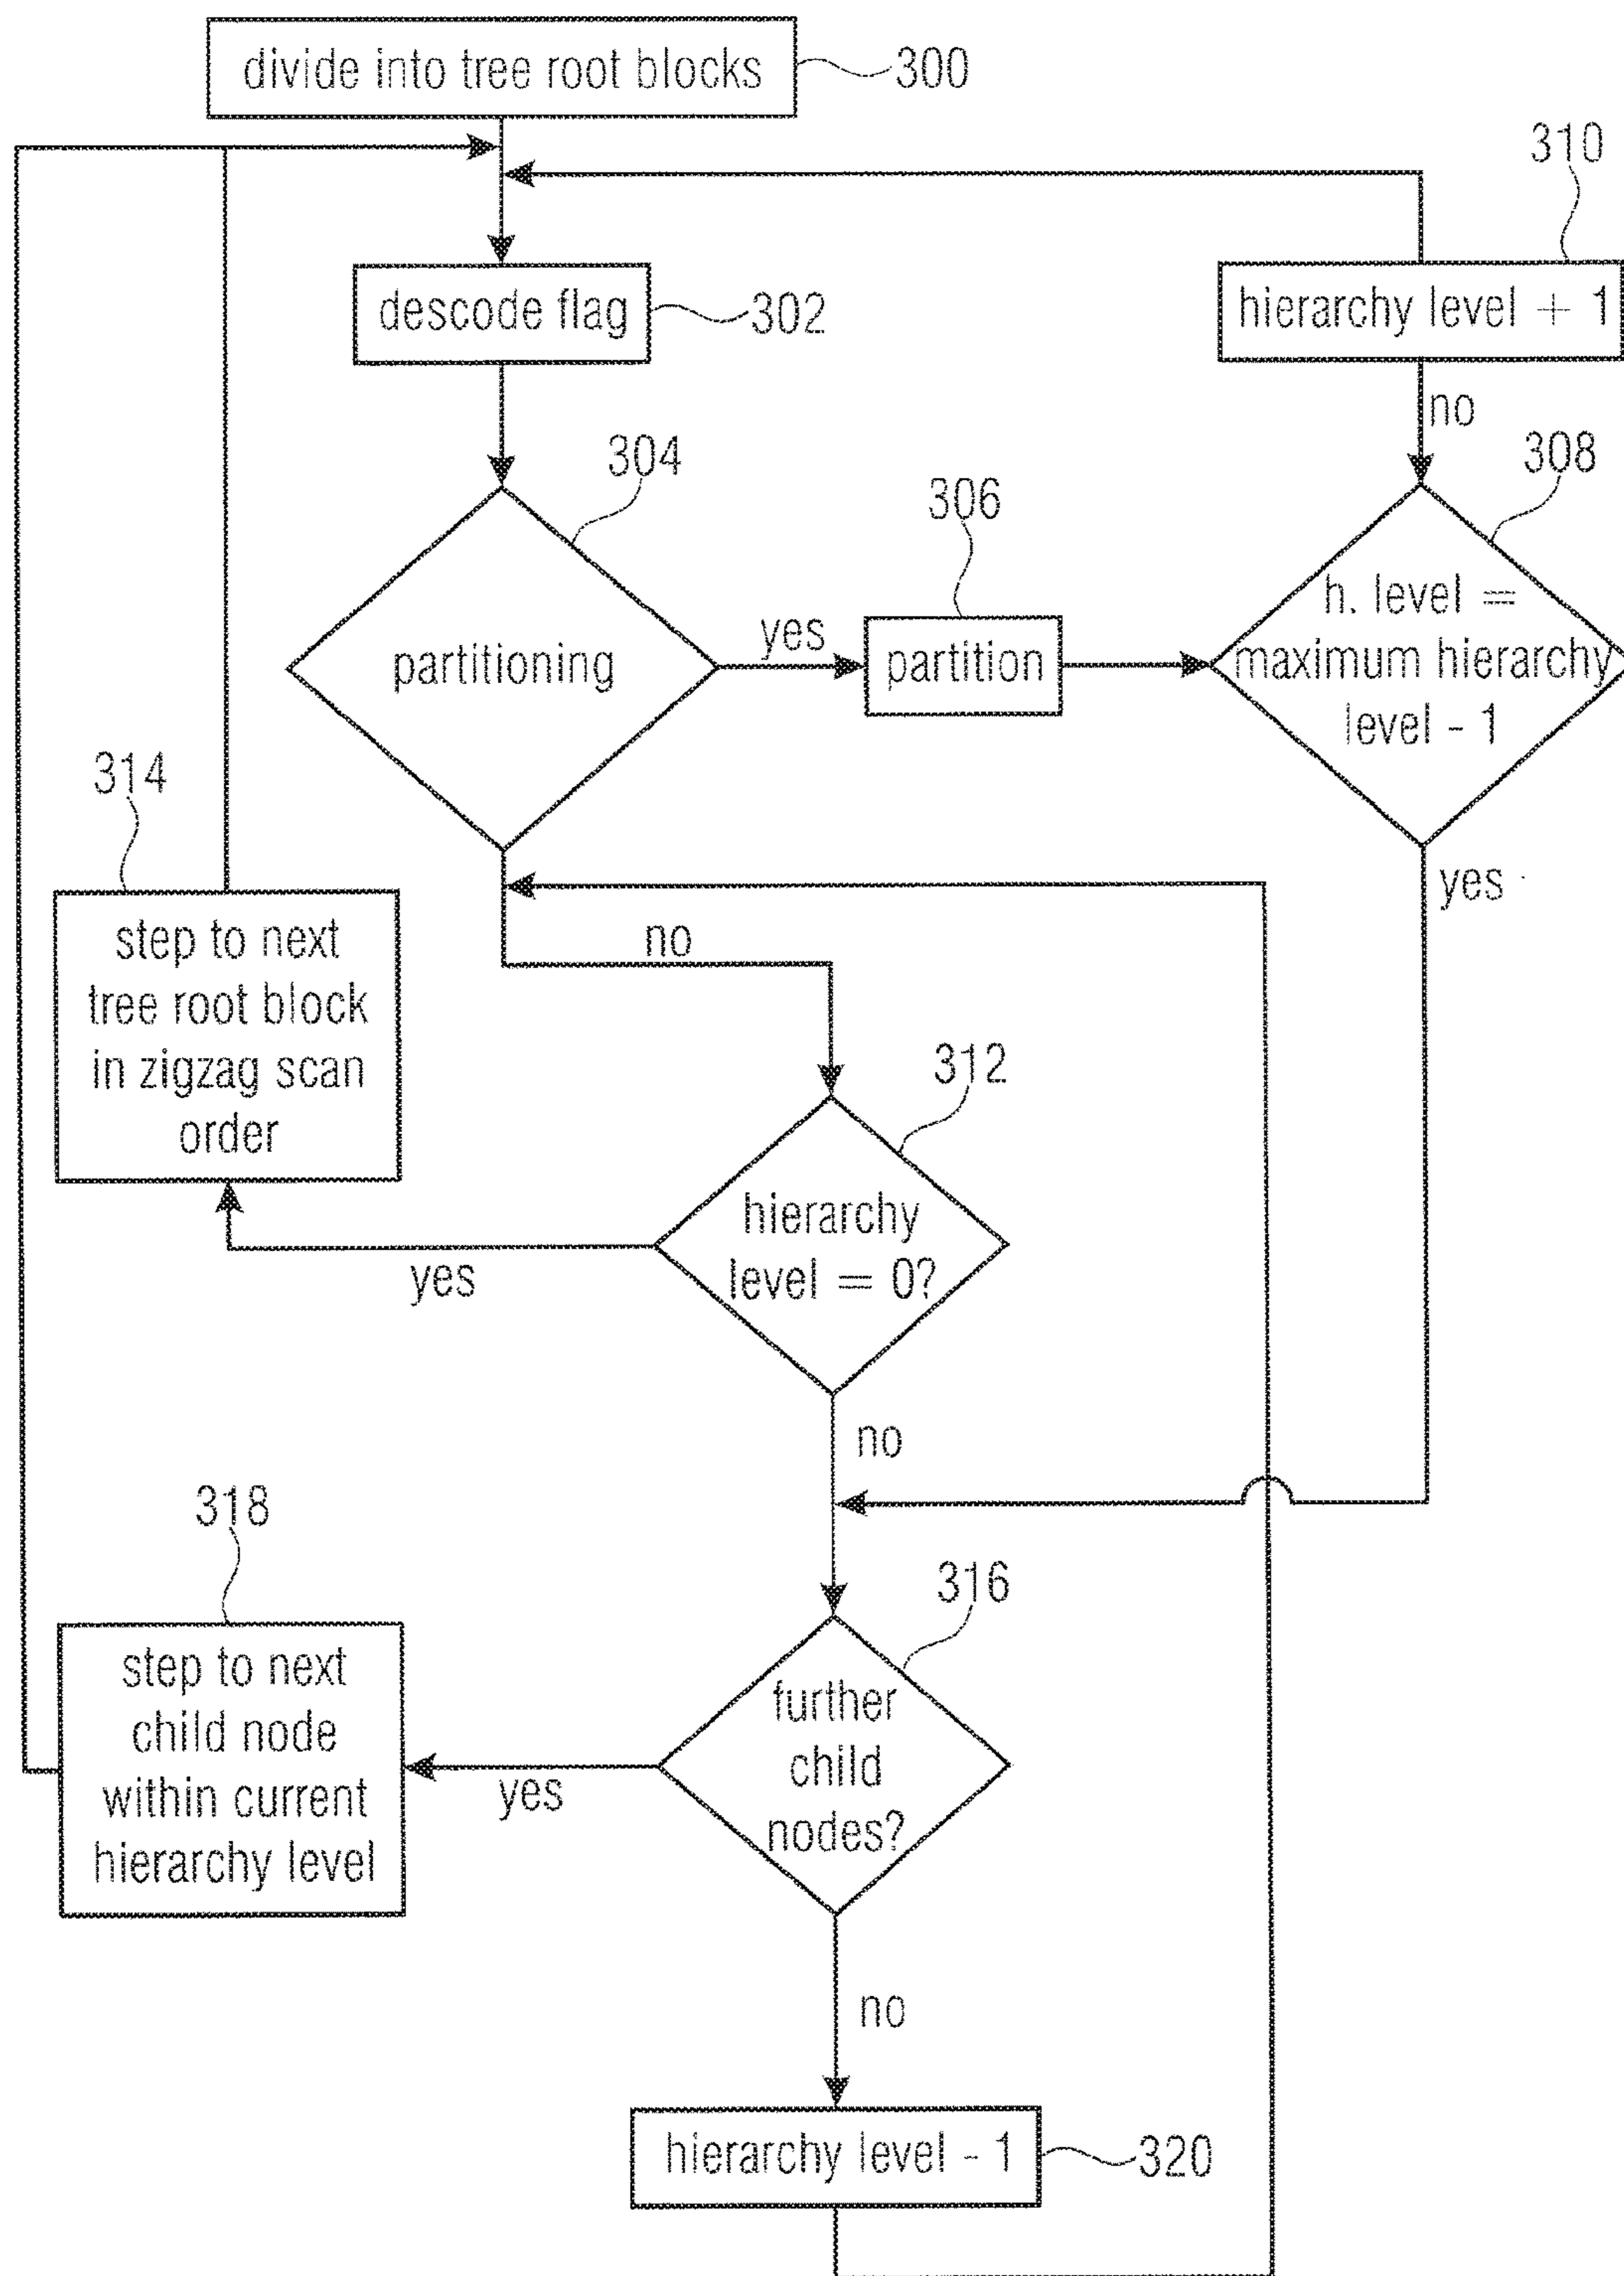 divide into tree root blocks
300
310
descode flag
302
hierarchy level + 1
no
304
308
306
partitioning
yes
partition
h. level =
maximum hierarchy
level - 1
314
yes
no
step to next
tree root block
in zigzag scan
order
312
hierarchy
level = 0?
yes
no
318
316
step to next
child node
within current
hierarchy level
further
child
nodes?
yes
no
hierarchy level - 1
320